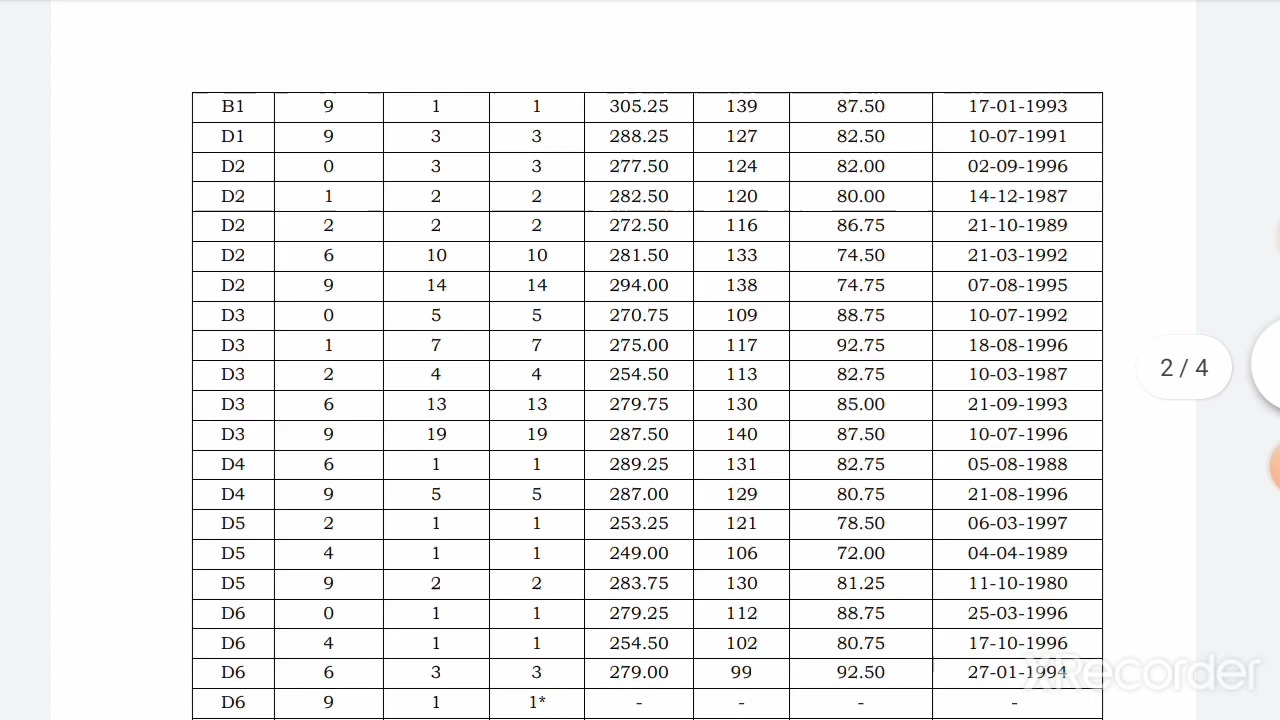 B1 9 1 1 305.25 139 87.50 17-01-1993
D1 9 3 3 288.25 127 82.50 10-07-1991
D2 0 3 3 277.50 124 82.00 02-09-1996
D2 1 2 2 282.50 120 80.00 14-12-1987
D2 2 2 2 272.50 116 86.75 21-10-1989
D2 6 10 10 281.50 133 74.50 21-03-1992
D2 9 14 14 294.00 138 74.75 07-08-1995
D3 0 5 5 270.75 109 88.75 10-07-1992
D3 1 7 7 275.00 117 92.75 18-08-1996
D3 2 4 4 254.50 113 82.75 10-03-1987
D3 6 13 13 279.75 130 85.00 21-09-1993
D3 9 19 19 287.50 140 87.50 10-07-1996
D4 6 1 1 289.25 131 82.75 05-08-1988
D4 9 5 5 287.00 129 80.75 21-08-1996
D5 2 1 1 253.25 121 78.50 06-03-1997
D5 4 1 1 249.00 106 72.00 04-04-1989
D5 9 2 2 283.75 130 81.25 11-10-1980
D6 0 1 1 279.25 112 88.75 25-03-1996
D6 4 1 1 254.50 102 80.75 17-10-1996
D6 6 3 3 279.00 99 92.50 27-01-1994
D6 9 1 1* - - - -
2 / 4
XRecorder